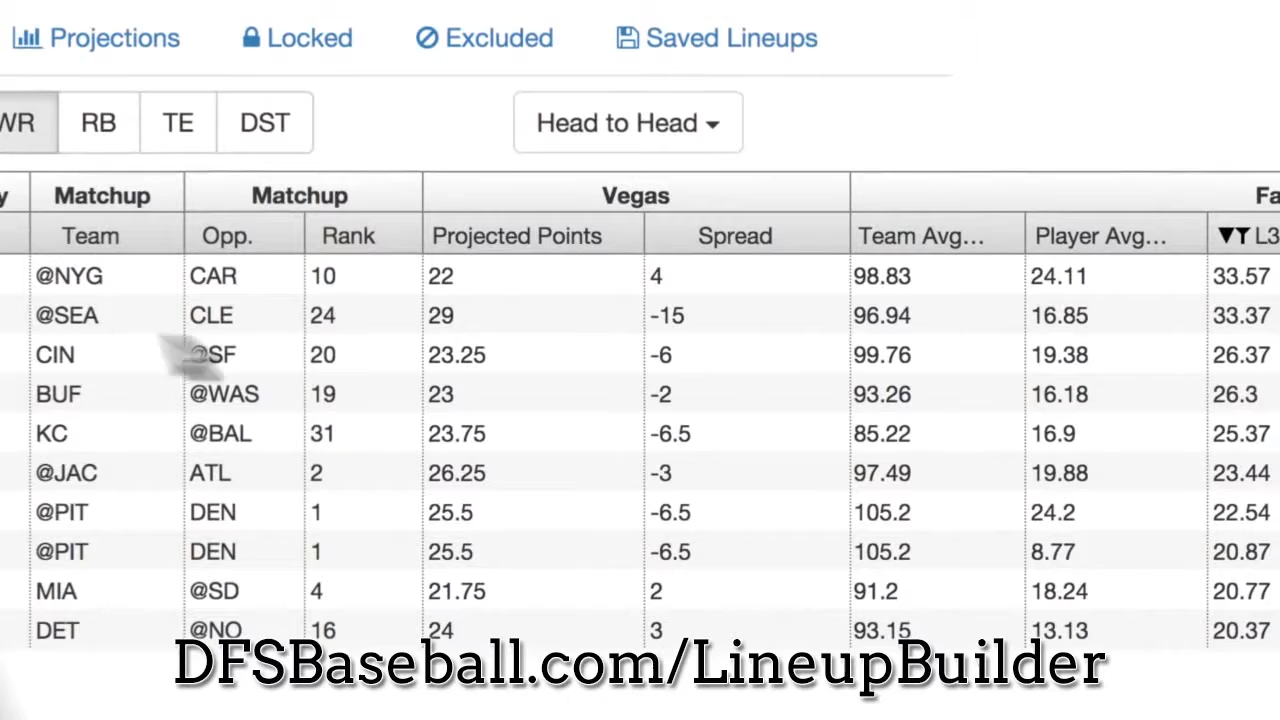 Projections Locked Excluded Saved Lineups
WR RB TE DST Head to Head
y Matchup Matchup Vegas Fa
Team Opp. Rank Projected Points Spread Team Avg... Player Avg... L3
@NYG CAR 10 22 4 98.83 24.11 33.57
@SEA CLE 24 29 -15 96.94 16.85 33.37
CIN @SF 20 23.25 -6 99.76 19.38 26.37
BUF @WAS 19 23 -2 93.26 16.18 26.3
KC @BAL 31 23.75 -6.5 85.22 16.9 25.37
@JAC ATL 2 26.25 -3 97.49 19.88 23.44
@PIT DEN 1 25.5 -6.5 105.2 24.2 22.54
@PIT DEN 1 25.5 -6.5 105.2 8.77 20.87
MIA @SD 4 21.75 2 91.2 18.24 20.77
DET @NO 16 24 3 93.15 13.13 20.37
DFSBaseball.com/LineupBuilder